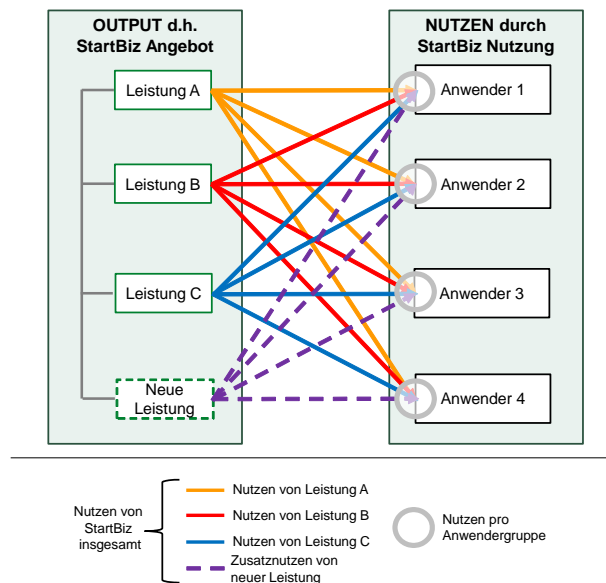 OUTPUT d.h.
StartBiz Angebot
NUTZEN durch
StartBiz Nutzung
Leistung A
Anwender 1
Leistung B
Anwender 2
Leistung C
Anwender 3
Neue
Leistung
Anwender 4
Nutzen von
StartBiz
insgesamt
Nutzen von Leistung A
Nutzen von Leistung B
Nutzen von Leistung C
Zusatznutzen von
neuer Leistung
Nutzen pro
Anwendergruppe